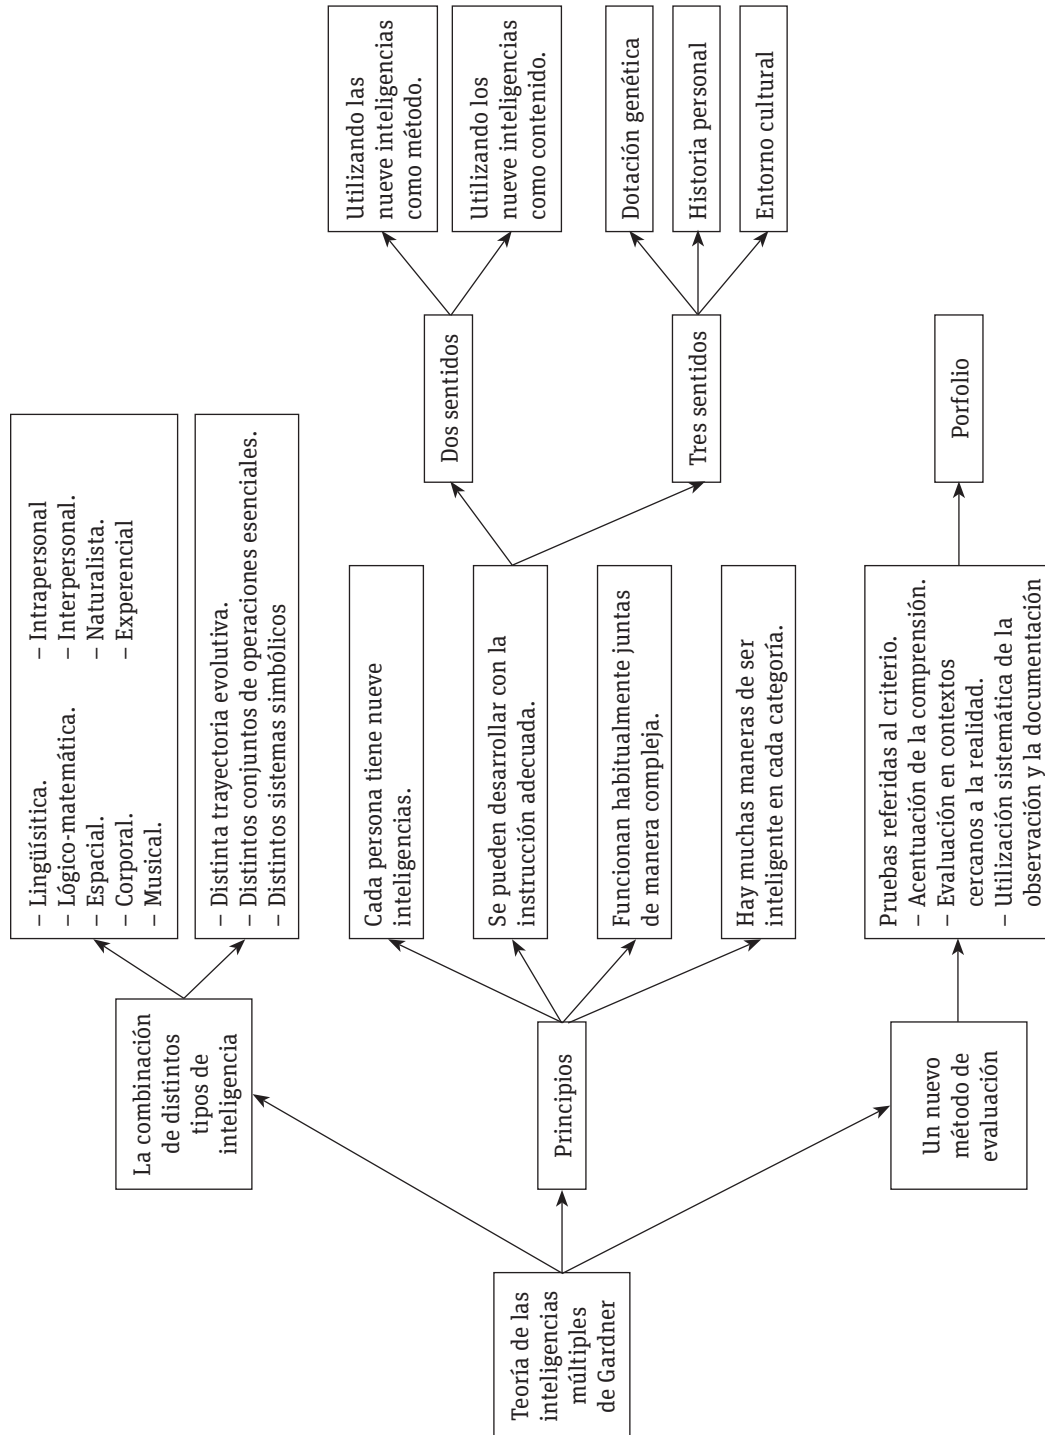 Teoría de las
inteligencias
múltiples
de Gardner
La combinación
de distintos
tipos de
inteligencia
– Lingüísitica.
– Lógico-matemática.
– Espacial.
– Corporal.
– Musical.
– Intrapersonal
– Interpersonal.
– Naturalista.
– Experencial
– Distinta trayectoria evolutiva.
– Distintos conjuntos de operaciones esenciales.
– Distintos sistemas simbólicos
Principios
Cada persona tiene nueve
inteligencias.
Se pueden desarrollar con la
instrucción adecuada.
Funcionan habitualmente juntas
de manera compleja.
Hay muchas maneras de ser
inteligente en cada categoría.
Dos sentidos
Utilizando las
nueve inteligencias
como método.
Utilizando los
nueve inteligencias
como contenido.
Tres sentidos
Dotación genética
Historia personal
Entorno cultural
Un nuevo
método de
evaluación
Pruebas referidas al criterio.
– Acentuación de la comprensión.
– Evaluación en contextos
cercanos a la realidad.
– Utilización sistemática de la
observación y la documentación
Porfolio